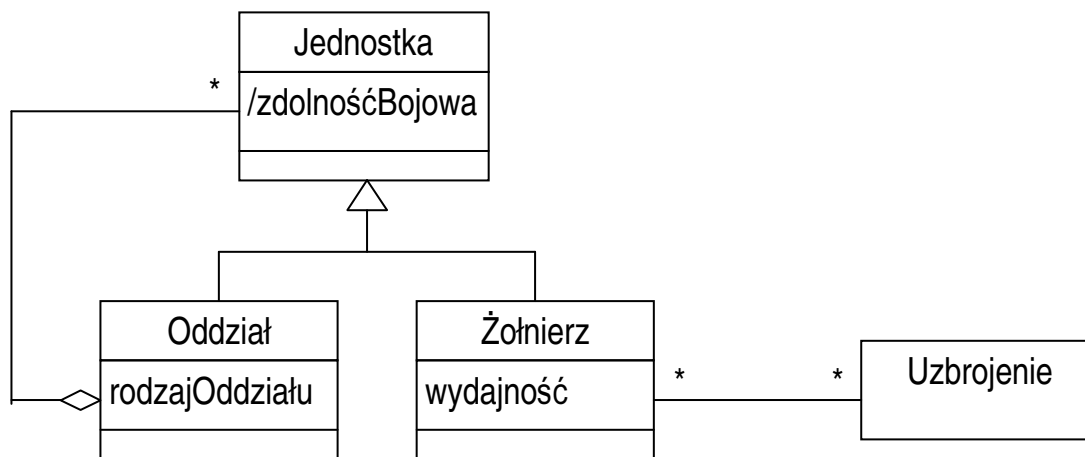 Jednostka
*
/zdolnośćBojowa
Oddział
Żołnierz
rodzajOddziału
wydajność
*
*
Uzbrojenie